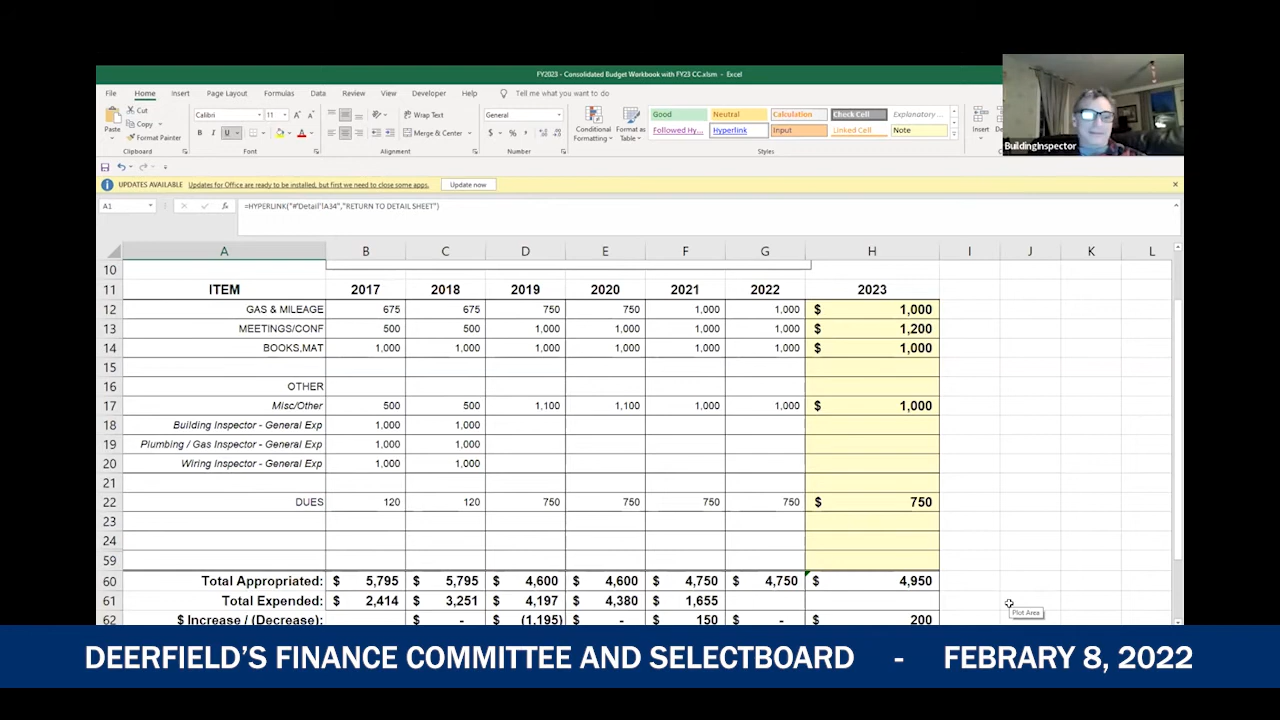 FY2023 - Consolidated Budget Workbook with FY23 CC.xlsm - Excel
File Home Insert Page Layout Formulas Data Review View Developer Help Tell me what you want to do
Cut
Copy
Paste
Format Painter
Clipboard
Calibri 11
B I U
Font
Wrap Text
Merge & Center
Alignment
General
$ % ,
Number
Conditional Formatting
Format as Table
Good Neutral Calculation Check Cell Explanatory ...
Followed Hy... Hyperlink Input Linked Cell Note
Styles
Insert
BuildingInspector
UPDATES AVAILABLE Updates for Office are ready to be installed, but first we need to close some apps. Update now
A1 fx =HYPERLINK("#'Detail'!A34","RETURN TO DETAIL SHEET")
A B C D E F G H I J K L
10
11 ITEM 2017 2018 2019 2020 2021 2022 2023
12 GAS & MILEAGE 675 675 750 750 1,000 1,000 $ 1,000
13 MEETINGS/CONF 500 500 1,000 1,000 1,000 1,000 $ 1,200
14 BOOKS,MAT 1,000 1,000 1,000 1,000 1,000 1,000 $ 1,000
15
16 OTHER
17 Misc/Other 500 500 1,100 1,100 1,000 1,000 $ 1,000
18 Building Inspector - General Exp 1,000 1,000
19 Plumbing / Gas Inspector - General Exp 1,000 1,000
20 Wiring Inspector - General Exp 1,000 1,000
21
22 DUES 120 120 750 750 750 750 $ 750
23
24
59
60 Total Appropriated: $ 5,795 $ 5,795 $ 4,600 $ 4,600 $ 4,750 $ 4,750 $ 4,950
61 Total Expended: $ 2,414 $ 3,251 $ 4,197 $ 4,380 $ 1,655
62 $ Increase / (Decrease): $ - $ (1,195) $ - $ 150 $ - $ 200
Plot Area
DEERFIELD'S FINANCE COMMITTEE AND SELECTBOARD - FEBRARY 8, 2022